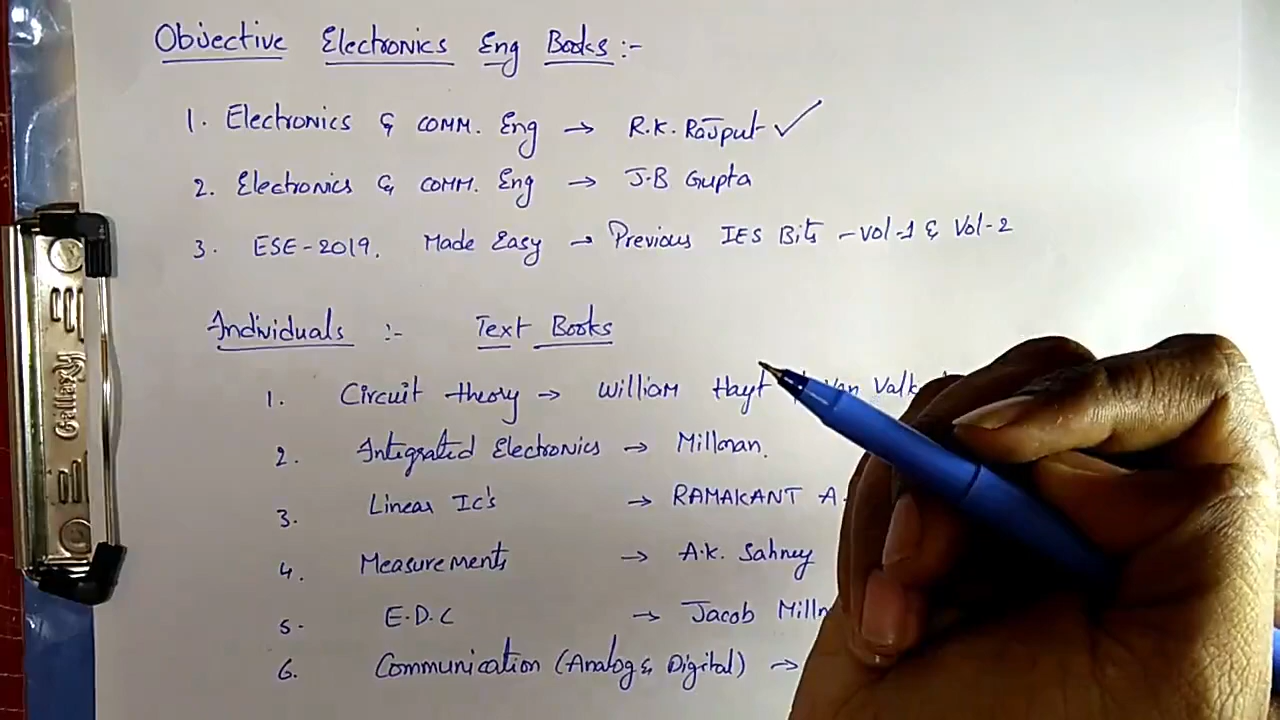 Objective Electronics Eng Books :-
1. Electronics & COMM. Eng → R.K. Rajput ✓
2. Electronics & COMM. Eng → J.B Gupta
3. ESE-2019. Made Easy → Previous IES Bits - Vol-1 & Vol-2
Individuals :- Text Books
1. Circuit theory → William Hayt Van
2. Integrated Electronics → Millman.
3. Linear Ic's → RAMAKANT A.
4. Measurements → A.K. Sahney
5. E.D.C → Jacob
6. Communication (Analog & Digital) →